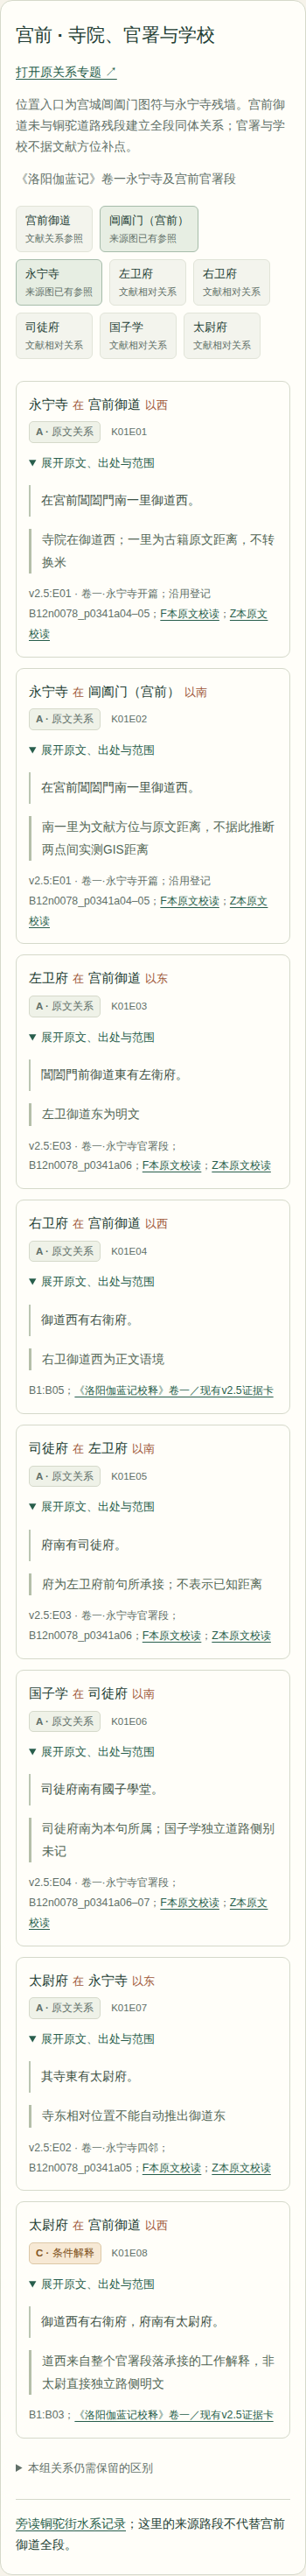 宫前 · 寺院、官署与学校
打开原关系专题 ↗
位置入口为宫城阊阖门图符与永宁寺残墙。宫前御
道未与铜驼道路残段建立全段同体关系；官署与学
校不据文献方位补点。
《洛阳伽蓝记》卷一永宁寺及宫前官署段
宫前御道
文献关系参照
阊阖门（宫前）
来源图已有参照
永宁寺
来源图已有参照
左卫府
文献相对关系
右卫府
文献相对关系
司徒府
文献相对关系
国子学
文献相对关系
太尉府
文献相对关系
永宁寺 在 宫前御道 以西
A · 原文关系 K01E01
▼ 展开原文、出处与范围
在宮前閶闔門南一里御道西。
寺院在御道西；一里为古籍原文距离，不转
换米
v2.5:E01 · 卷一·永宁寺开篇；沿用登记
B12n0078_p0341a04–05；F本原文校读；Z本原文
校读
永宁寺 在 阊阖门（宫前） 以南
A · 原文关系 K01E02
▼ 展开原文、出处与范围
在宮前閶闔門南一里御道西。
南一里为文献方位与原文距离，不据此推断
两点间实测GIS距离
v2.5:E01 · 卷一·永宁寺开篇；沿用登记
B12n0078_p0341a04–05；F本原文校读；Z本原文
校读
左卫府 在 宫前御道 以东
A · 原文关系 K01E03
▼ 展开原文、出处与范围
閶闔門前御道東有左衛府。
左卫御道东为明文
v2.5:E03 · 卷一·永宁寺官署段；
B12n0078_p0341a06；F本原文校读；Z本原文校读
右卫府 在 宫前御道 以西
A · 原文关系 K01E04
▼ 展开原文、出处与范围
御道西有右衛府。
右卫御道西为正文语境
B1:B05；《洛阳伽蓝记校释》卷一／现有v2.5证据卡
司徒府 在 左卫府 以南
A · 原文关系 K01E05
▼ 展开原文、出处与范围
府南有司徒府。
府为左卫府前句所承接；不表示已知距离
v2.5:E03 · 卷一·永宁寺官署段；
B12n0078_p0341a06；F本原文校读；Z本原文校读
国子学 在 司徒府 以南
A · 原文关系 K01E06
▼ 展开原文、出处与范围
司徒府南有國子學堂。
司徒府南为本句所属；国子学独立道路侧别
未记
v2.5:E04 · 卷一·永宁寺官署段；
B12n0078_p0341a06–07；F本原文校读；Z本原文
校读
太尉府 在 永宁寺 以东
A · 原文关系 K01E07
▼ 展开原文、出处与范围
其寺東有太尉府。
寺东相对位置不能自动推出御道东
v2.5:E02 · 卷一·永宁寺四邻；
B12n0078_p0341a05；F本原文校读；Z本原文校读
太尉府 在 宫前御道 以西
C · 条件解释 K01E08
▼ 展开原文、出处与范围
御道西有右衛府，府南有太尉府。
道西来自整个官署段落承接的工作解释，非
太尉直接独立路侧明文
B1:B03；《洛阳伽蓝记校释》卷一／现有v2.5证据卡
▶ 本组关系仍需保留的区别
旁读铜驼街水系记录；这里的来源路段不代替宫前
御道全段。